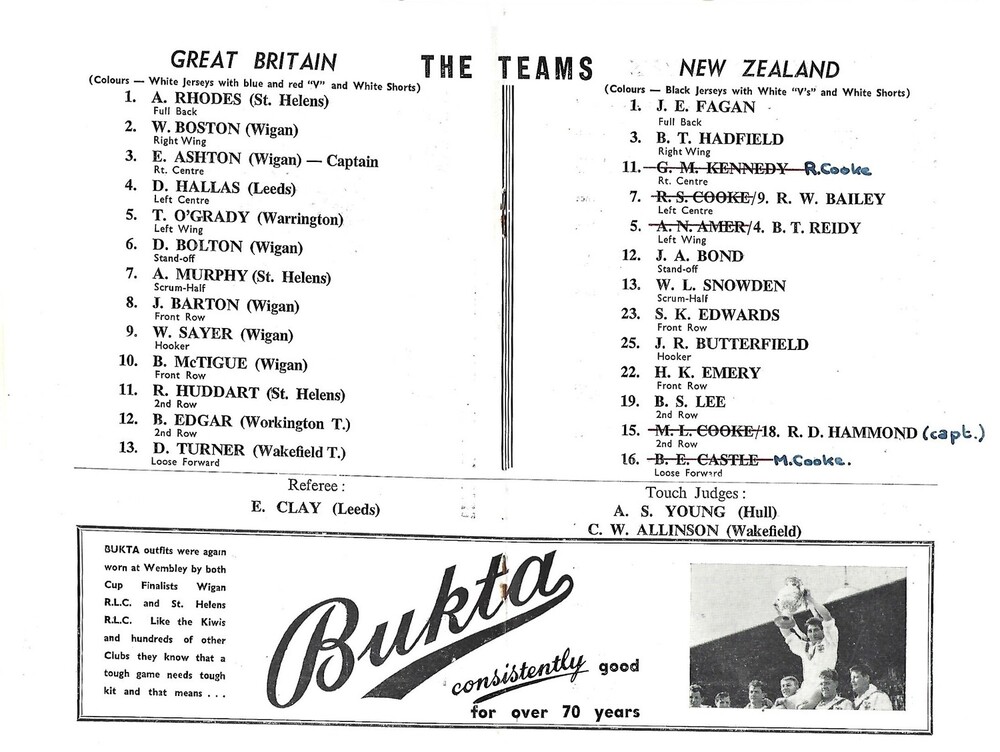 THE TEAMS
GREAT BRITAIN
(Colours — White Jerseys with blue and red "V" and White Shorts)
1. A. RHODES (St. Helens)
Full Back
2. W. BOSTON (Wigan)
Right Wing
3. E. ASHTON (Wigan) — Captain
Rt. Centre
4. D. HALLAS (Leeds)
Left Centre
5. T. O'GRADY (Warrington)
Left Wing
6. D. BOLTON (Wigan)
Stand-off
7. A. MURPHY (St. Helens)
Scrum-Half
8. J. BARTON (Wigan)
Front Row
9. W. SAYER (Wigan)
Hooker
10. B. McTIGUE (Wigan)
Front Row
11. R. HUDDART (St. Helens)
2nd Row
12. B. EDGAR (Workington T.)
2nd Row
13. D. TURNER (Wakefield T.)
Loose Forward
NEW ZEALAND
(Colours — Black Jerseys with White "V's" and White Shorts)
1. J. E. FAGAN
Full Back
3. B. T. HADFIELD
Right Wing
11. G. M. KENNEDY R.Cooke
Rt. Centre
7. R. S. COOKE/9. R. W. BAILEY
Left Centre
5. A. N. AMER/4. B. T. REIDY
Left Wing
12. J. A. BOND
Stand-off
13. W. L. SNOWDEN
Scrum-Half
23. S. K. EDWARDS
Front Row
25. J. R. BUTTERFIELD
Hooker
22. H. K. EMERY
Front Row
19. B. S. LEE
2nd Row
15. M. L. COOKE/18. R. D. HAMMOND (capt.)
2nd Row
16. B. E. CASTLE M.Cooke.
Loose Forward
Referee :
E. CLAY (Leeds)
Touch Judges :
A. S. YOUNG (Hull)
C. W. ALLINSON (Wakefield)
BUKTA outfits were again
worn at Wembley by both
Cup Finalists Wigan
R.L.C. and St. Helens
R.L.C. Like the Kiwis
and hundreds of other
Clubs they know that a
tough game needs tough
kit and that means . . .
Bukta
consistently good
for over 70 years